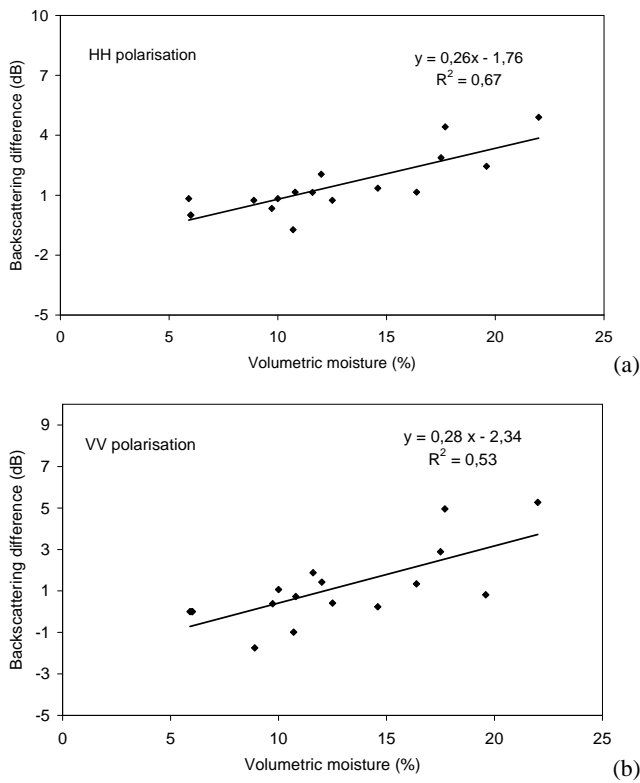 10
HH polarisation
y = 0,26x - 1,76
R² = 0,67
7
4
1
-2
-5
Backscattering difference (dB)
0 5 10 15 20 25
Volumetric moisture (%)
(a)
9
VV polarisation
y = 0,28 x - 2,34
R² = 0,53
7
5
3
1
-1
-3
-5
Backscattering difference (dB)
0 5 10 15 20 25
Volumetric moisture (%)
(b)